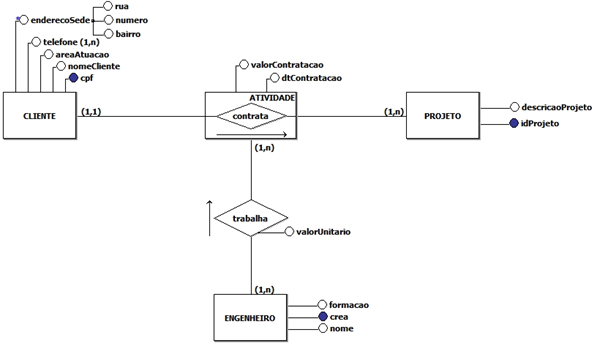 rua
enderecoSede
numero
bairro
telefone (1,n)
areaAtuacao
nomeCliente
cpf
valorContratacao
dtContratacao
ATIVIDADE
CLIENTE
(1,1)
contrata
(1,n)
PROJETO
descricaoProjeto
idProjeto
(1,n)
trabalha
valorUnitario
(1,n)
ENGENHEIRO
formacao
crea
nome